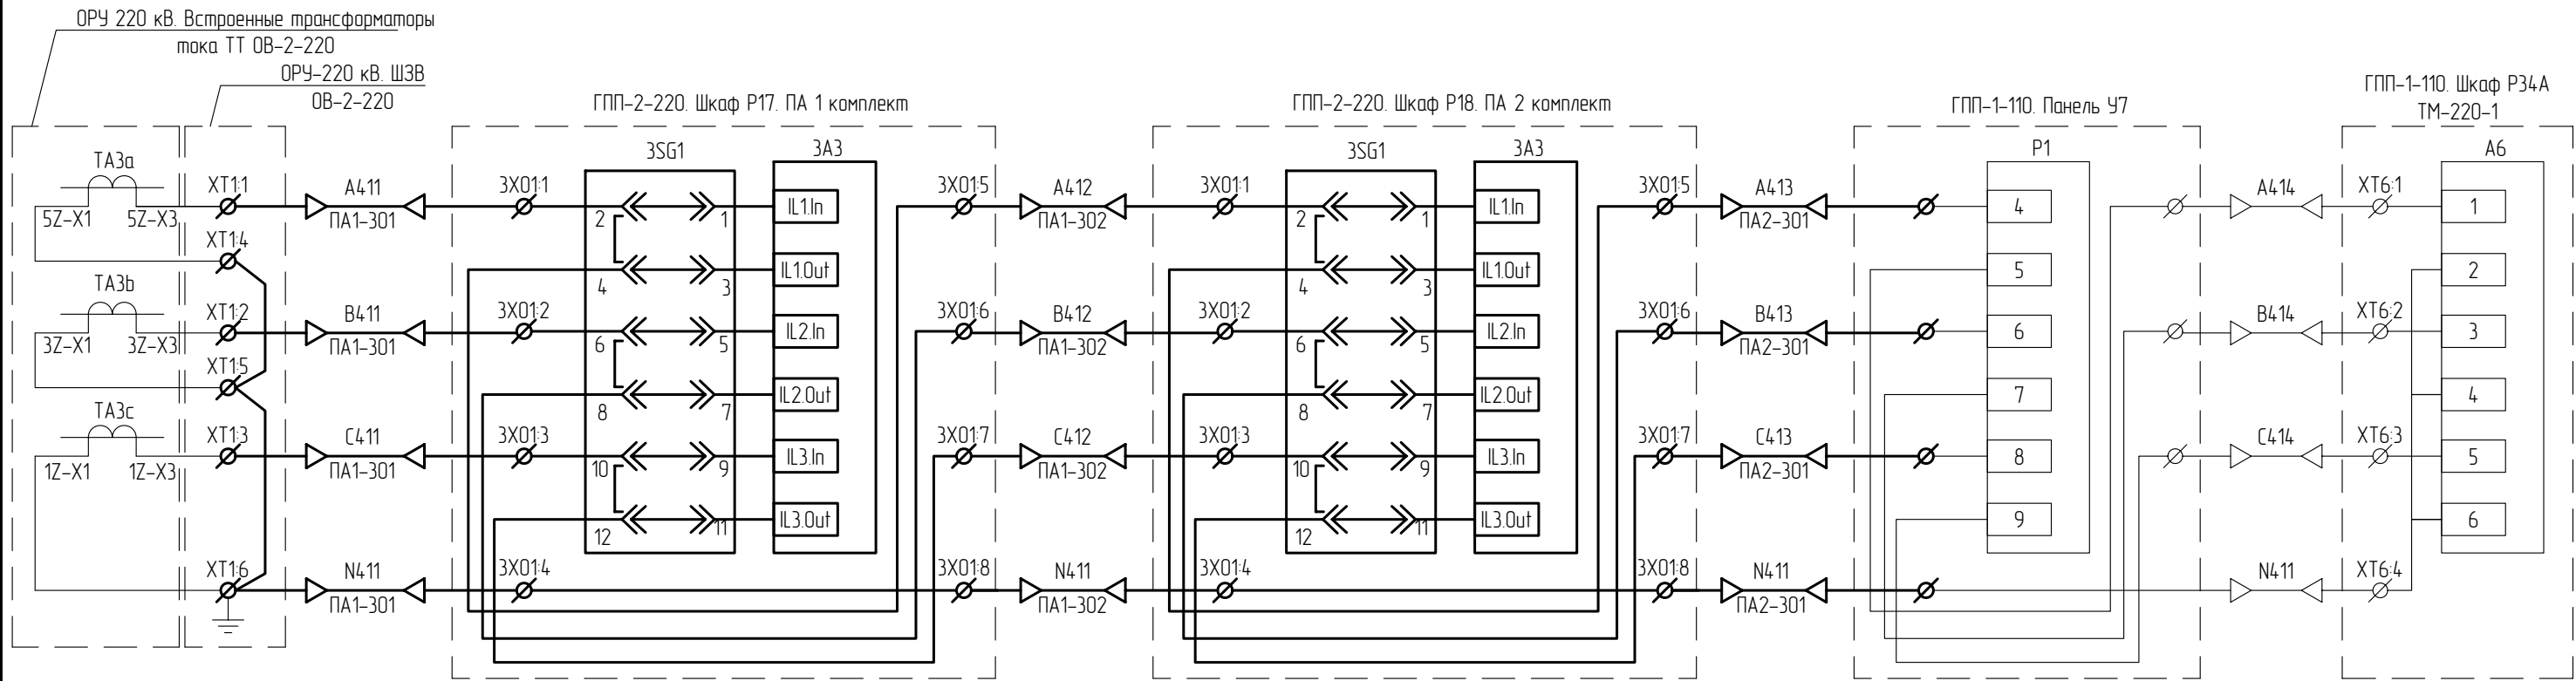 ОРУ 220 кВ. Встроенные трансформаторы
тока ТТ ОВ-2-220
ОРУ-220 кВ. ШЗВ
ОВ-2-220
ГПП-2-220. Шкаф Р17. ПА 1 комплект
ГПП-2-220. Шкаф Р18. ПА 2 комплект
ГПП-1-110. Панель У7
ГПП-1-110. Шкаф Р34А
ТМ-220-1
TA3a
5Z-X1
5Z-X3
TA3b
3Z-X1
3Z-X3
TA3c
1Z-X1
1Z-X3
XT1:1
XT1:4
XT1:2
XT1:5
XT1:3
XT1:6
A411
ПА1-301
B411
ПА1-301
C411
ПА1-301
N411
ПА1-301
3X01:1
3X01:2
3X01:3
3X01:4
3SG1
2
1
4
3
6
5
8
7
10
9
12
11
3A3
IL1.In
IL1.Out
IL2.In
IL2.Out
IL3.In
IL3.Out
3X01:5
3X01:6
3X01:7
3X01:8
A412
ПА1-302
B412
ПА1-302
C412
ПА1-302
N411
ПА1-302
3X01:1
3X01:2
3X01:3
3X01:4
3SG1
2
1
4
3
6
5
8
7
10
9
12
11
3A3
IL1.In
IL1.Out
IL2.In
IL2.Out
IL3.In
IL3.Out
3X01:5
3X01:6
3X01:7
3X01:8
A413
ПА2-301
B413
ПА2-301
C413
ПА2-301
N411
ПА2-301
P1
4
5
6
7
8
9
A414
B414
C414
N411
XT6:1
XT6:2
XT6:3
XT6:4
A6
1
2
3
4
5
6